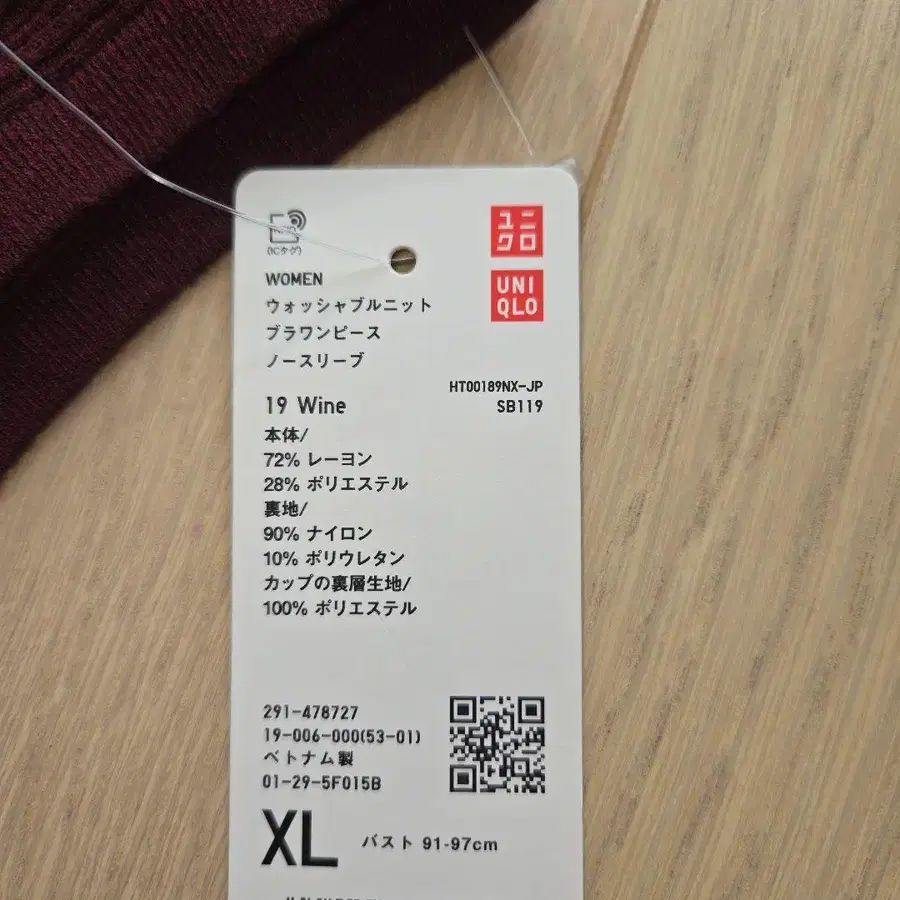 (ICタグ)
ユニ
クロ
UNI
QLO
WOMEN
ウォッシャブルニット
ブラワンピース
ノースリーブ
HT00189NX-JP
SB119
19 Wine
本体/
72% レーヨン
28% ポリエステル
裏地/
90% ナイロン
10% ポリウレタン
カップの裏層生地/
100% ポリエステル
291-478727
19-006-000(53-01)
ベトナム製
01-29-5F015B
XL バスト 91-97cm